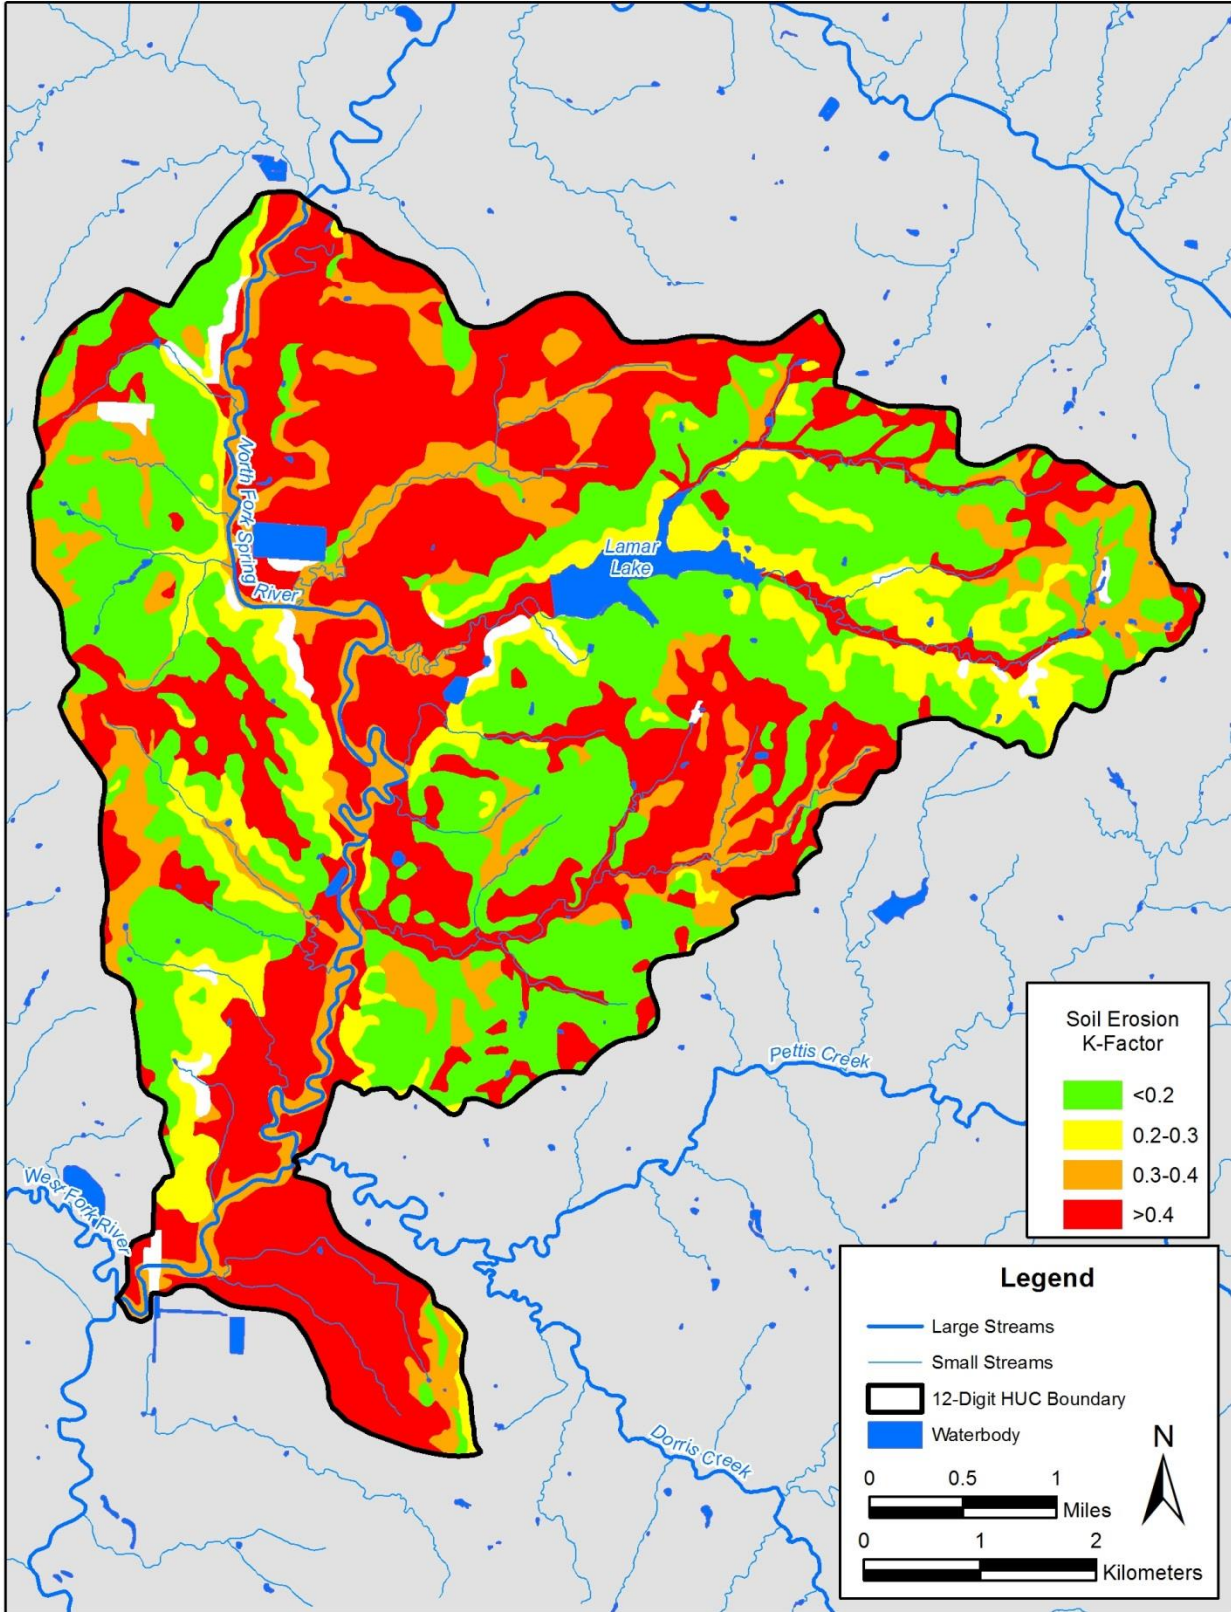 North Fork Spring
River
Lamar
Lake
Pettis Creek
West Fork River
Dorris Creek
Soil Erosion
K-Factor
<0.2
0.2-0.3
0.3-0.4
>0.4
Legend
Large Streams
Small Streams
12-Digit HUC Boundary
Waterbody
N
0 0.5 1
Miles
0 1 2
Kilometers